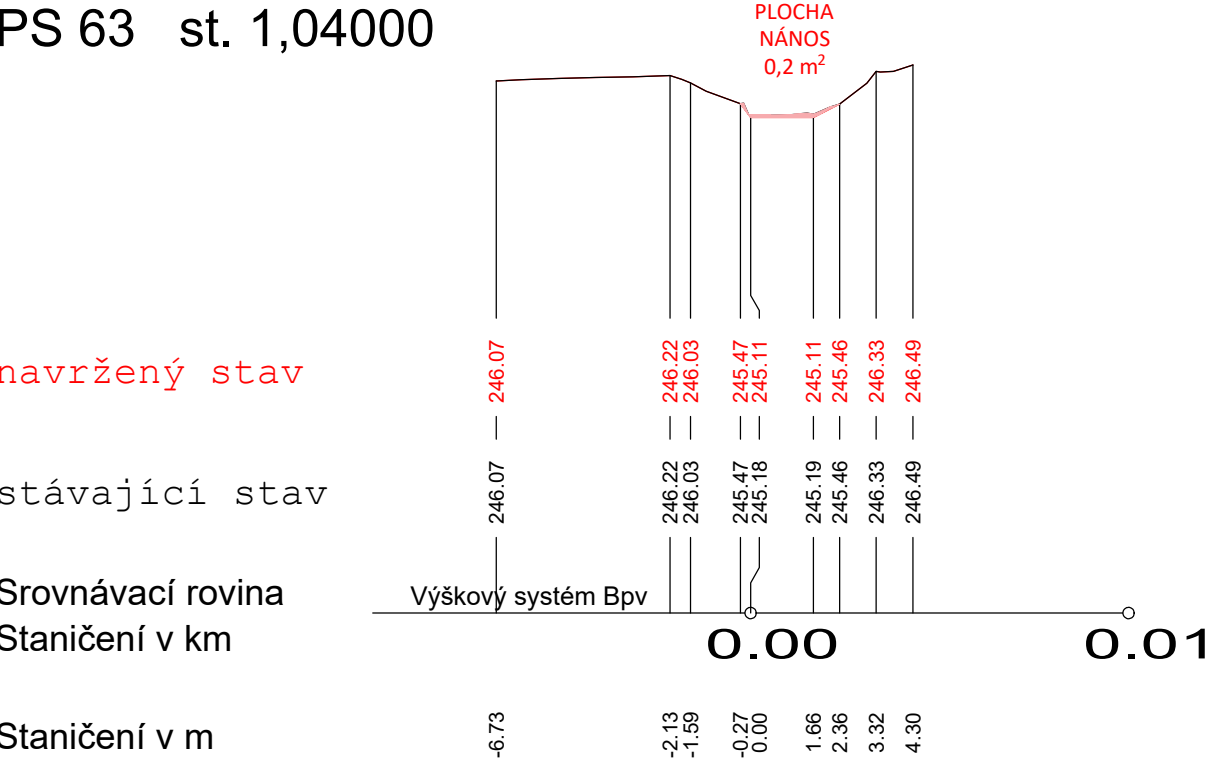 PS 63 st. 1,04000
PLOCHA
NÁNOS
0,2 m²
navržený stav
246.07 246.22 246.03 245.47 245.11 245.11 245.46 246.33 246.49
stávající stav
246.07 246.22 246.03 245.47 245.18 245.19 245.46 246.33 246.49
Srovnávací rovina
Výškový systém Bpv
Staničení v km
0.00 0.01
Staničení v m
-6.73 -2.13 -1.59 -0.27 0.00 1.66 2.36 3.32 4.30